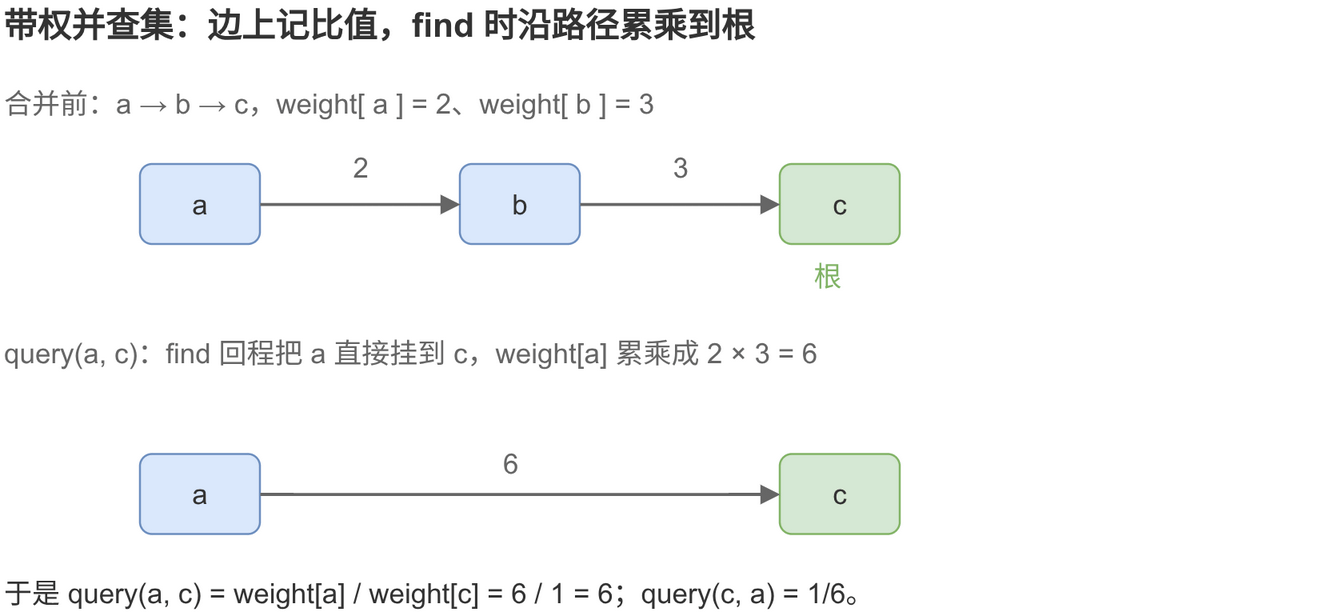 带权并查集：边上记比值，find 时沿路径累乘到根
合并前：a → b → c，weight[ a ] = 2、weight[ b ] = 3
2
3
a
b
c
根
query(a, c)：find 回程把 a 直接挂到 c，weight[a] 累乘成 2 × 3 = 6
6
a
c
于是 query(a, c) = weight[a] / weight[c] = 6 / 1 = 6；query(c, a) = 1/6。